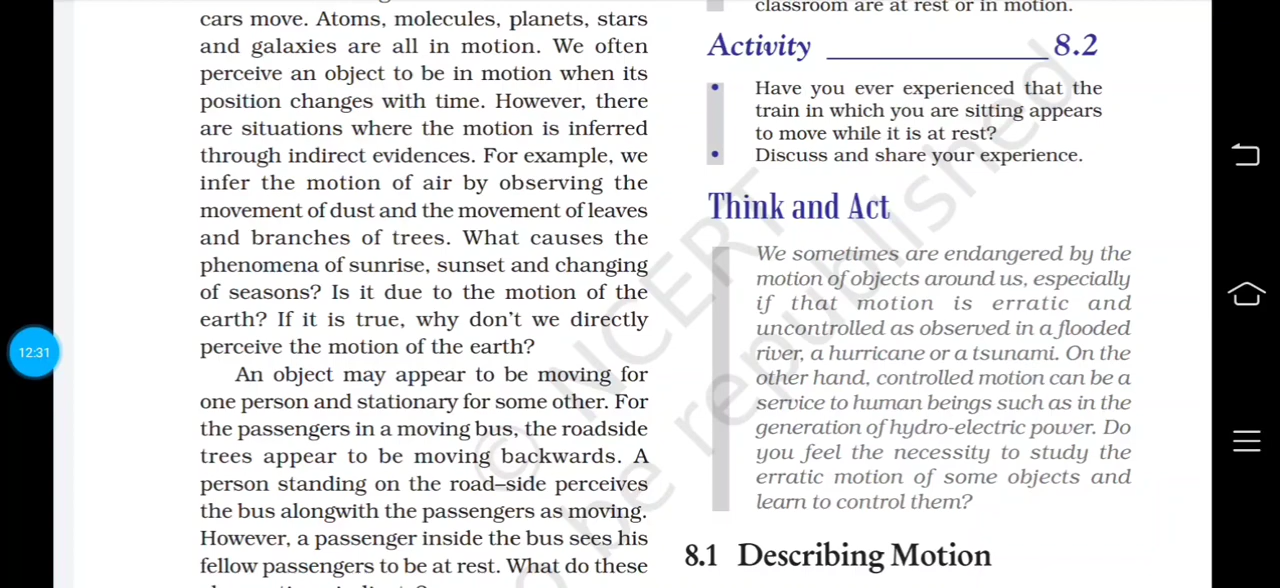 cars move. Atoms, molecules, planets, stars
and galaxies are all in motion. We often
perceive an object to be in motion when its
position changes with time. However, there
are situations where the motion is inferred
through indirect evidences. For example, we
infer the motion of air by observing the
movement of dust and the movement of leaves
and branches of trees. What causes the
phenomena of sunrise, sunset and changing
of seasons? Is it due to the motion of the
earth? If it is true, why don't we directly
perceive the motion of the earth?
An object may appear to be moving for
one person and stationary for some other. For
the passengers in a moving bus, the roadside
trees appear to be moving backwards. A
person standing on the road–side perceives
the bus alongwith the passengers as moving.
However, a passenger inside the bus sees his
fellow passengers to be at rest. What do these
classroom are at rest or in motion.
Activity 8.2
• Have you ever experienced that the
train in which you are sitting appears
to move while it is at rest?
• Discuss and share your experience.
Think and Act
We sometimes are endangered by the
motion of objects around us, especially
if that motion is erratic and
uncontrolled as observed in a flooded
river, a hurricane or a tsunami. On the
other hand, controlled motion can be a
service to human beings such as in the
generation of hydro-electric power. Do
you feel the necessity to study the
erratic motion of some objects and
learn to control them?
8.1 Describing Motion
© NCERT
be republished
12:31